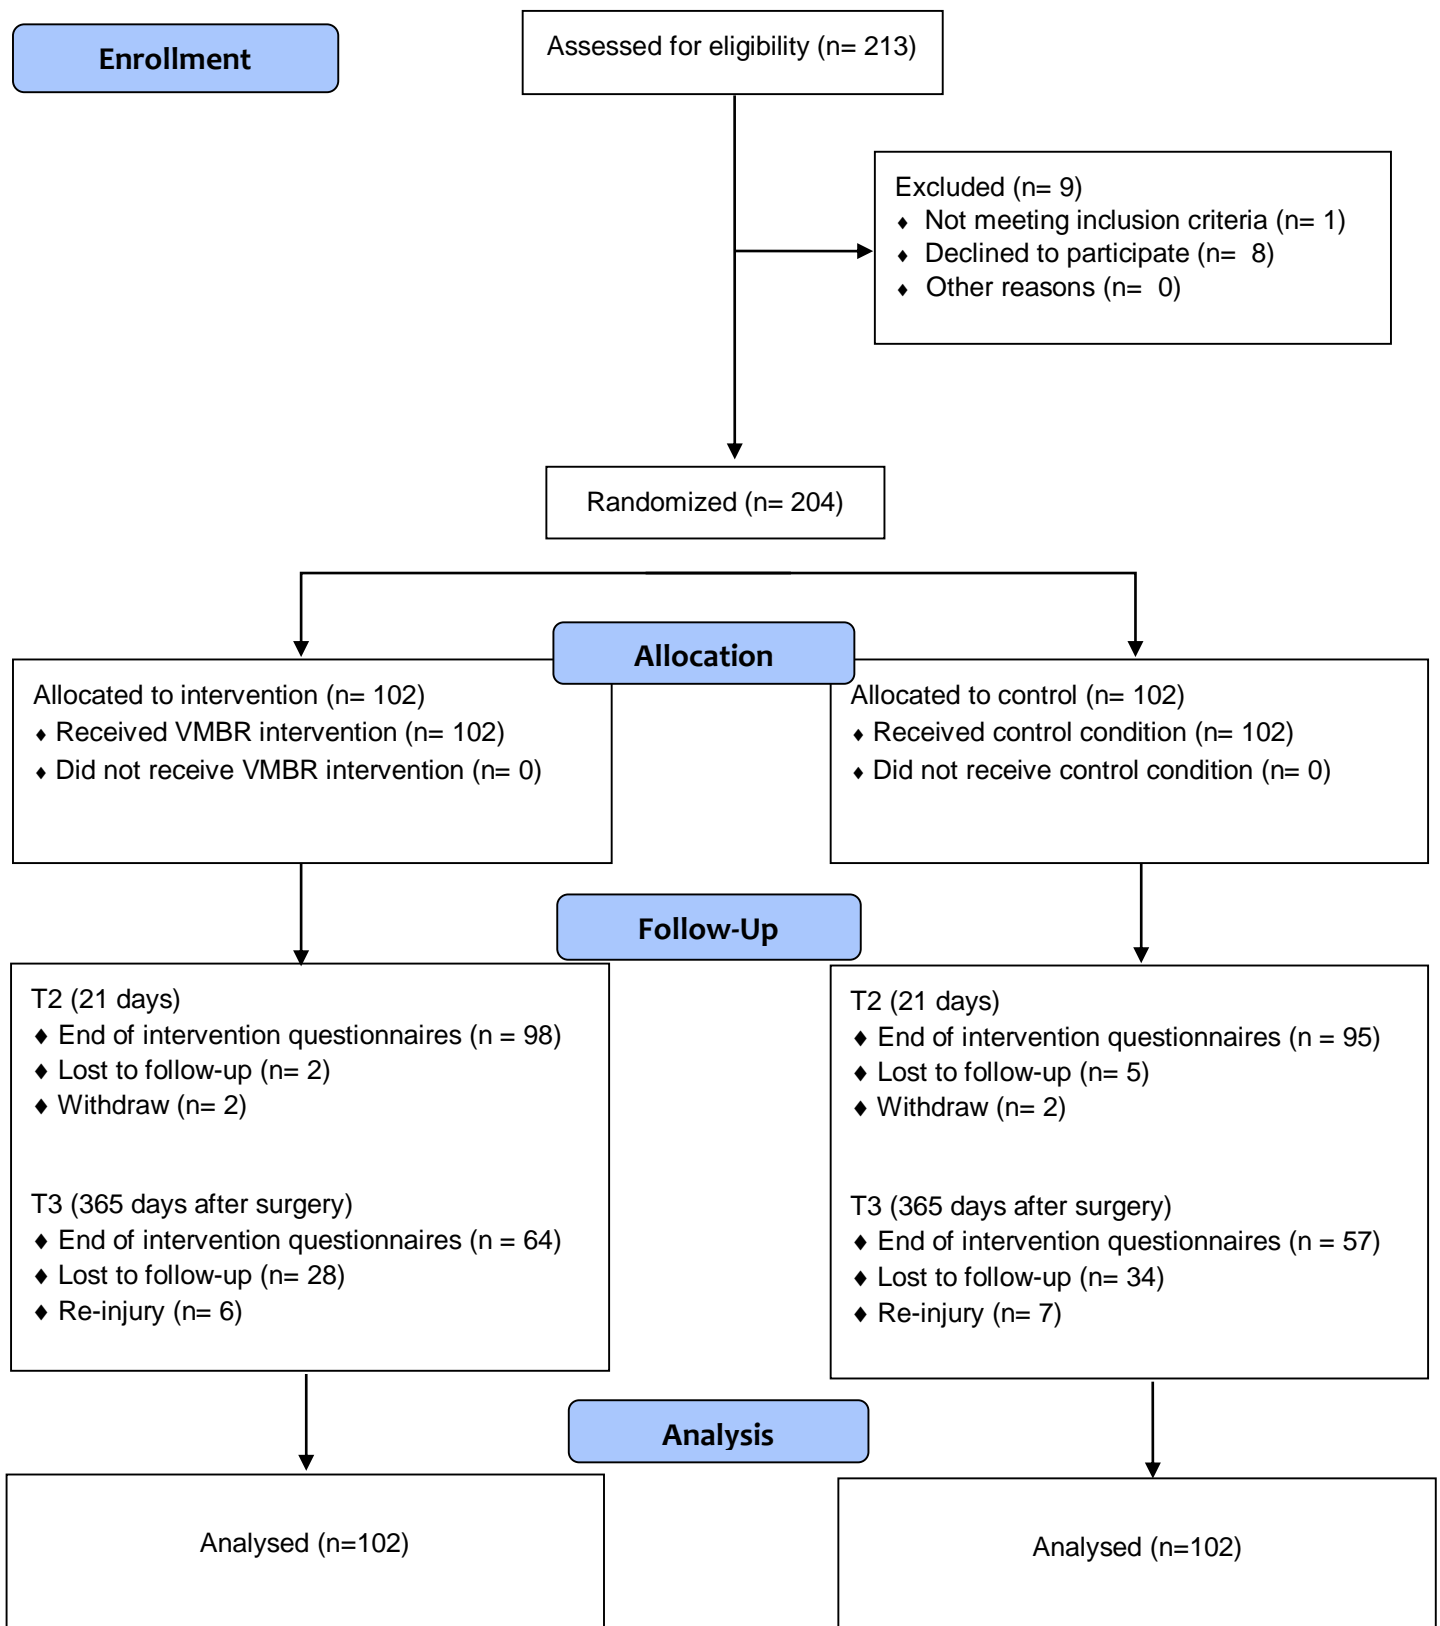 Enrollment
Assessed for eligibility (n= 213)
Excluded (n= 9)
♦ Not meeting inclusion criteria (n= 1)
♦ Declined to participate (n= 8)
♦ Other reasons (n= 0)
Randomized (n= 204)
Allocation
Allocated to intervention (n= 102)
♦ Received VMBR intervention (n= 102)
♦ Did not receive VMBR intervention (n= 0)
Allocated to control (n= 102)
♦ Received control condition (n= 102)
♦ Did not receive control condition (n= 0)
Follow-Up
T2 (21 days)
♦ End of intervention questionnaires (n = 98)
♦ Lost to follow-up (n= 2)
♦ Withdraw (n= 2)
T3 (365 days after surgery)
♦ End of intervention questionnaires (n = 64)
♦ Lost to follow-up (n= 28)
♦ Re-injury (n= 6)
T2 (21 days)
♦ End of intervention questionnaires (n = 95)
♦ Lost to follow-up (n= 5)
♦ Withdraw (n= 2)
T3 (365 days after surgery)
♦ End of intervention questionnaires (n = 57)
♦ Lost to follow-up (n= 34)
♦ Re-injury (n= 7)
Analysis
Analysed (n=102)
Analysed (n=102)